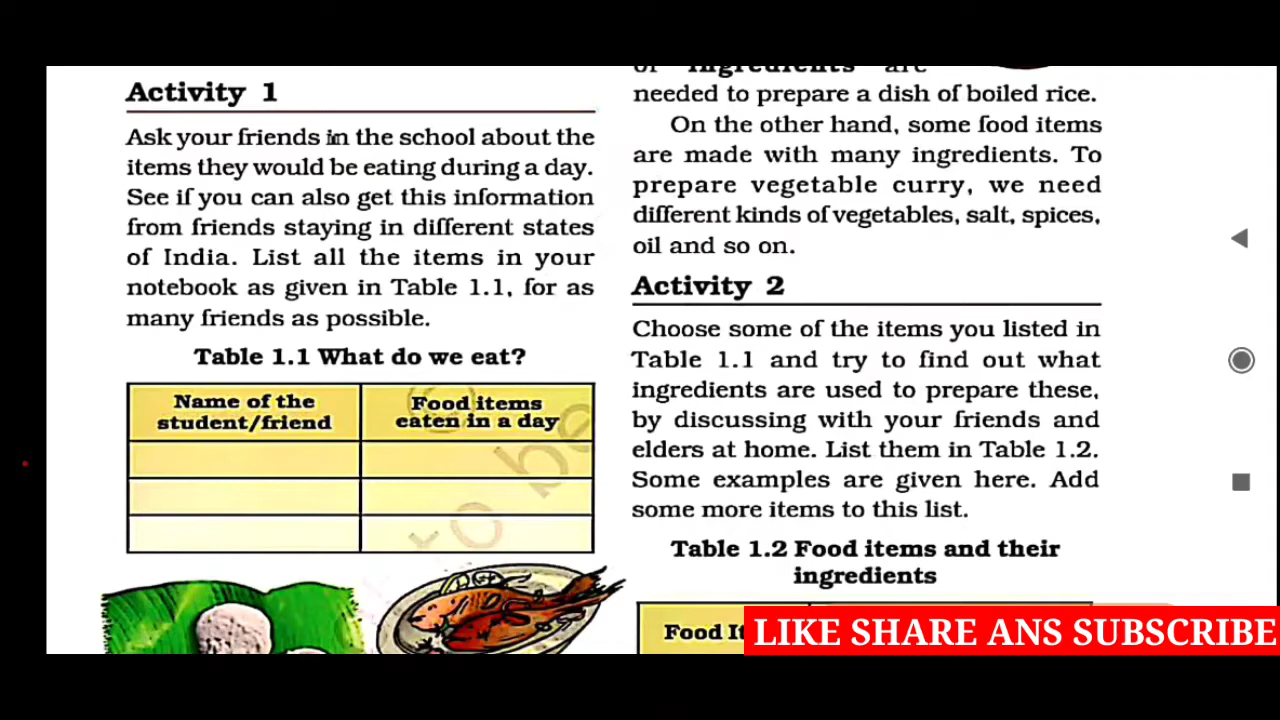 Activity 1
Ask your friends in the school about the
items they would be eating during a day.
See if you can also get this information
from friends staying in different states
of India. List all the items in your
notebook as given in Table 1.1, for as
many friends as possible.
Table 1.1 What do we eat?
Name of the
student/friend
Food items
eaten in a day
©
to be
of ingredients are
needed to prepare a dish of boiled rice.
On the other hand, some food items
are made with many ingredients. To
prepare vegetable curry, we need
different kinds of vegetables, salt, spices,
oil and so on.
Activity 2
Choose some of the items you listed in
Table 1.1 and try to find out what
ingredients are used to prepare these,
by discussing with your friends and
elders at home. List them in Table 1.2.
Some examples are given here. Add
some more items to this list.
Table 1.2 Food items and their
ingredients
Food
LIKE SHARE ANS SUBSCRIBE